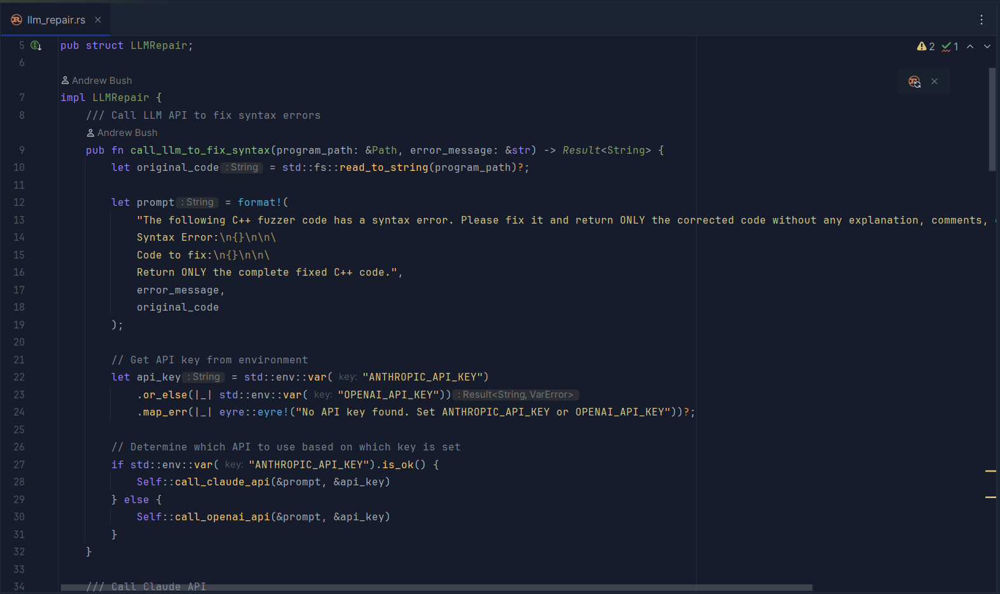 llm_repair.rs
5 pub struct LLMRepair;
2 1
6
Andrew Bush
7 impl LLMRepair {
8 /// Call LLM API to fix syntax errors
Andrew Bush
9 pub fn call_llm_to_fix_syntax(program_path: &Path, error_message: &str) -> Result<String> {
10 let original_code : String = std::fs::read_to_string(program_path)?;
11
12 let prompt : String = format!(
13 "The following C++ fuzzer code has a syntax error. Please fix it and return ONLY the corrected code without any explanation, comments,
14 Syntax Error:\n{}\n\n\
15 Code to fix:\n{}\n\n\
16 Return ONLY the complete fixed C++ code.",
17 error_message,
18 original_code
19 );
20
21 // Get API key from environment
22 let api_key : String = std::env::var( key: "ANTHROPIC_API_KEY")
23 .or_else(|_| std::env::var( key: "OPENAI_API_KEY")) : Result<String, VarError>
24 .map_err(|_| eyre::eyre!("No API key found. Set ANTHROPIC_API_KEY or OPENAI_API_KEY"))?;
25
26 // Determine which API to use based on which key is set
27 if std::env::var( key: "ANTHROPIC_API_KEY").is_ok() {
28 Self::call_claude_api(&prompt, &api_key)
29 } else {
30 Self::call_openai_api(&prompt, &api_key)
31 }
32 }
33
34 /// Call Claude API